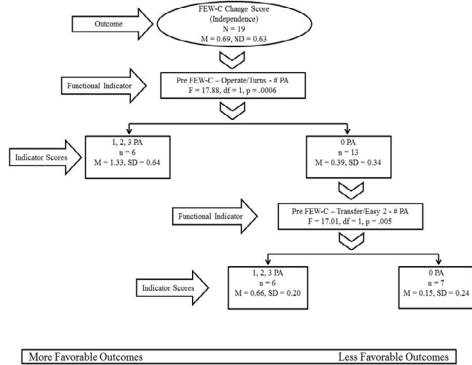 FEW-C Change Score
(Independence)
N = 19
M = 0.69, SD = 0.63
Outcome
Pre FEW-C – Operate/Turns - # PA
F = 17.88, df = 1, p = .0006
Functional Indicator
1, 2, 3 PA
n = 6
M = 1.33, SD = 0.64
0 PA
n = 13
M = 0.39, SD = 0.34
Indicator Scores
Pre FEW-C – Transfer/Easy 2 - # PA
F = 17.01, df = 1, p = .005
Functional Indicator
1, 2, 3 PA
n = 6
M = 0.66, SD = 0.20
0 PA
n = 7
M = 0.15, SD = 0.24
Indicator Scores
More Favorable Outcomes
Less Favorable Outcomes